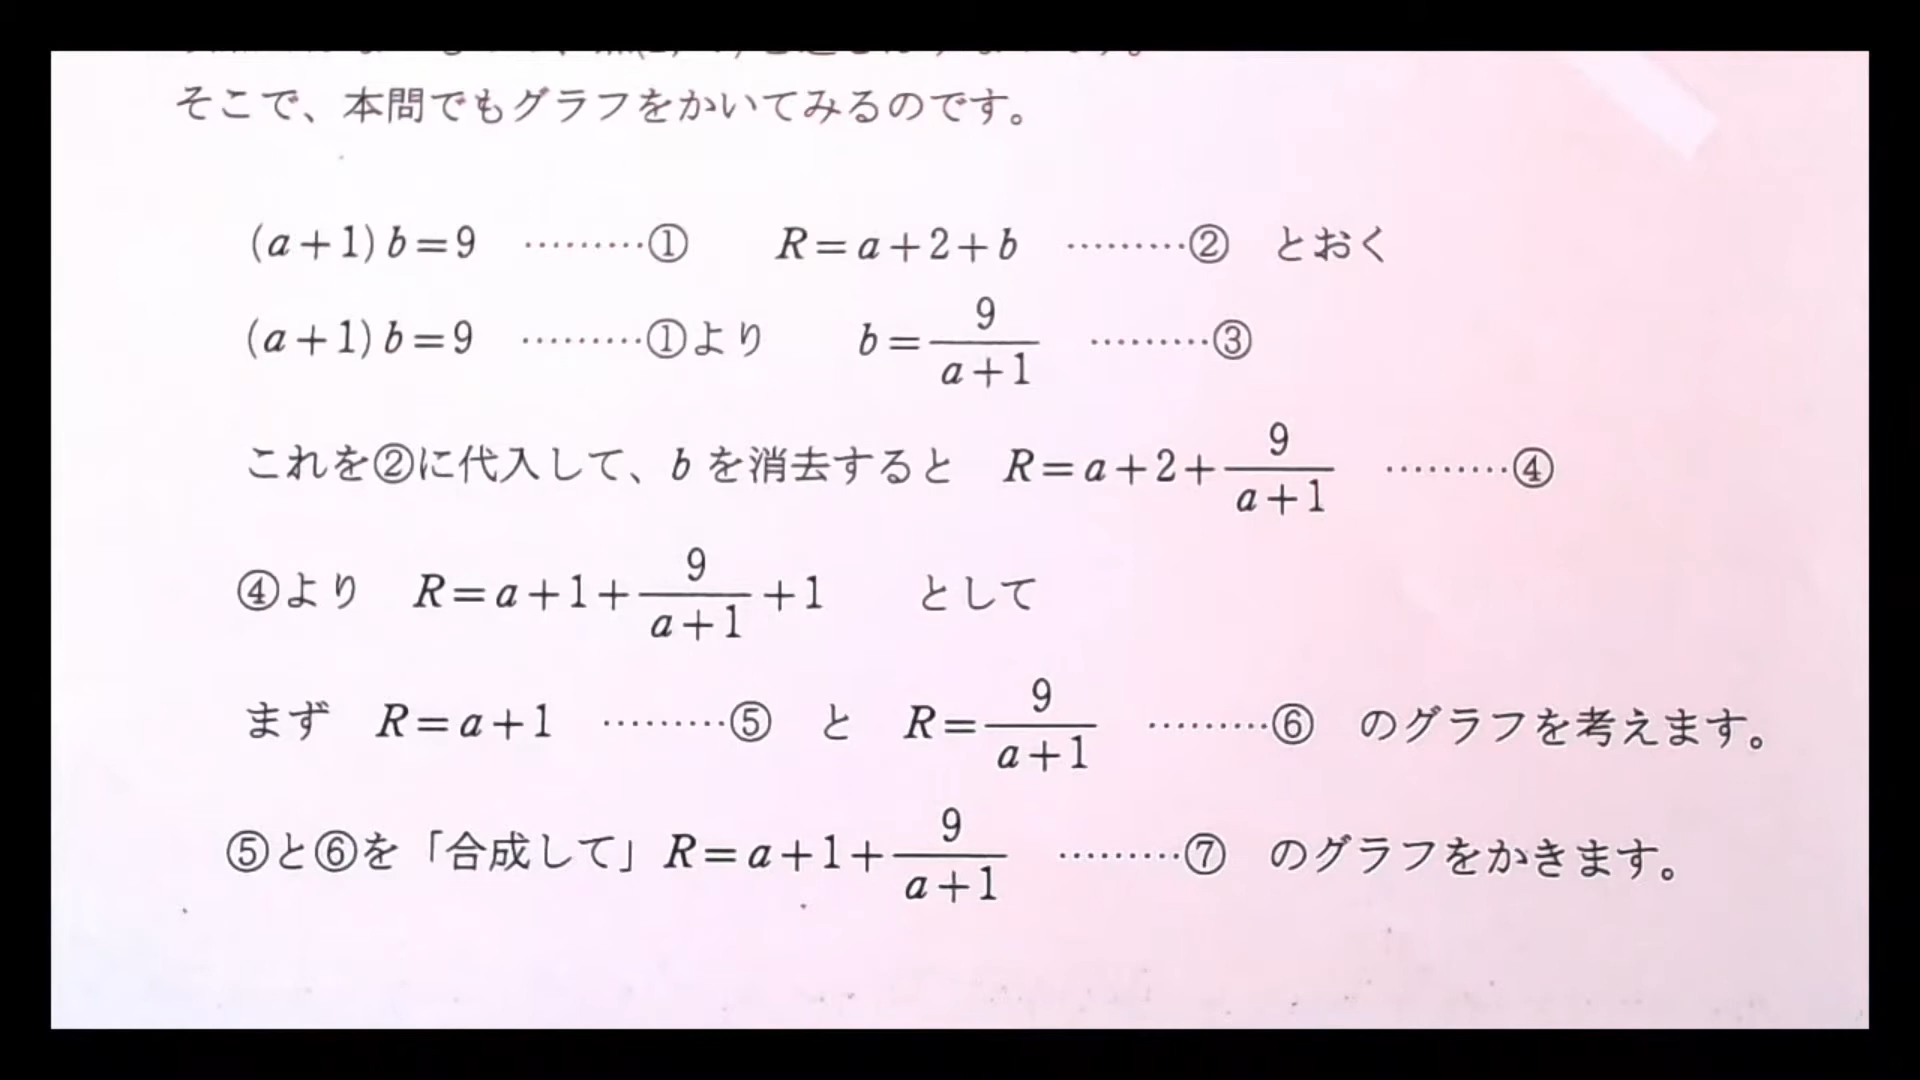 そこで、本問でもグラフをかいてみるのです。
(a+1)b=9 ………① R=a+2+b ………② とおく
(a+1)b=9 ………①より b=9/(a+1) ………③
これを②に代入して、b を消去すると R=a+2+9/(a+1) ………④
④より R=a+1+9/(a+1)+1 として
まず R=a+1 ………⑤ と R=9/(a+1) ………⑥ のグラフを考えます。
⑤と⑥を「合成して」R=a+1+9/(a+1) ………⑦ のグラフをかきます。